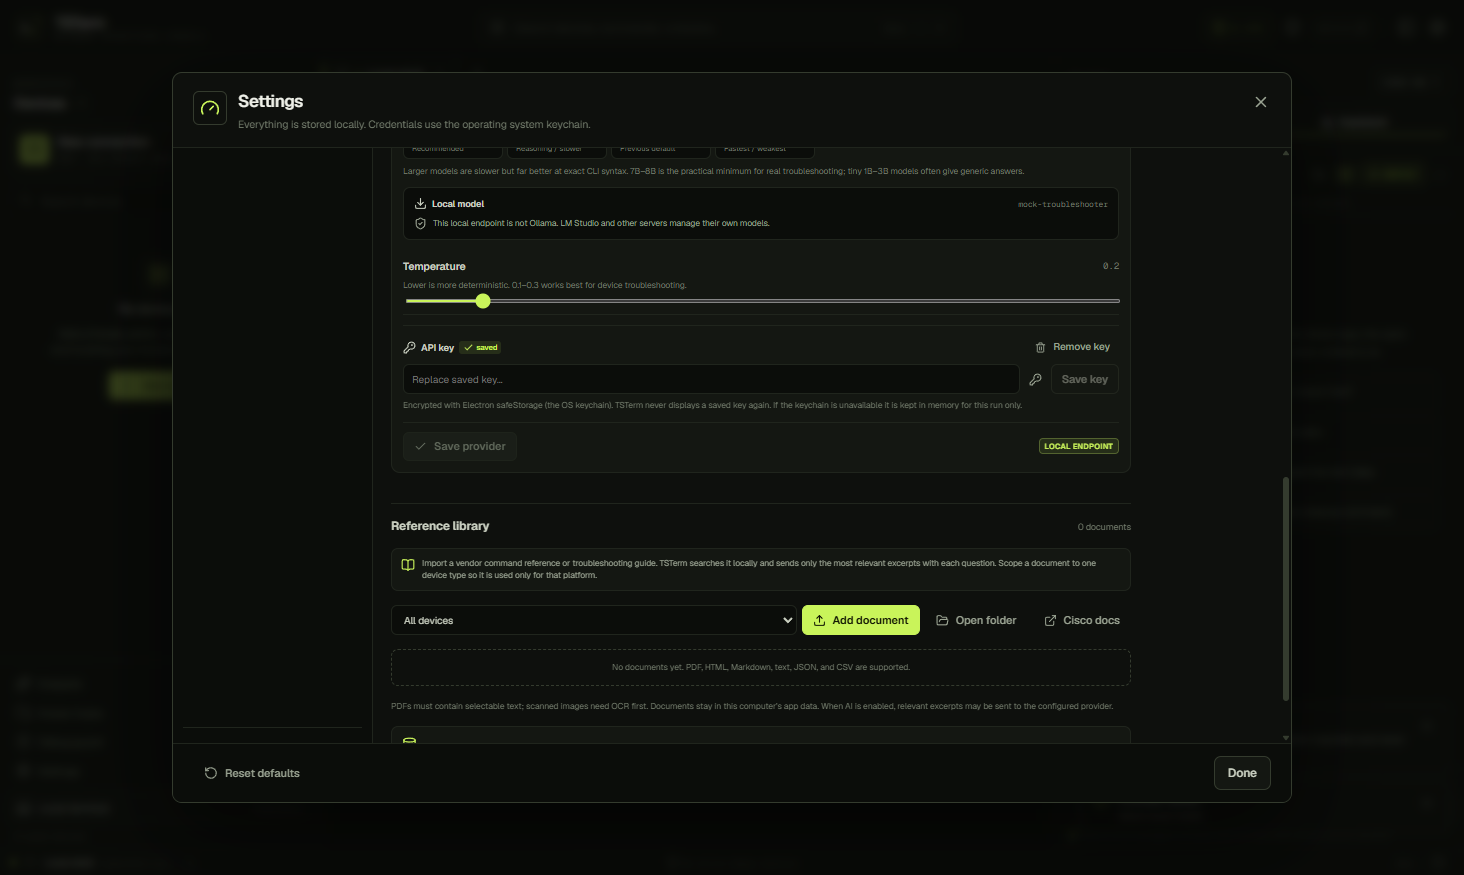 Settings
Everything is stored locally. Credentials use the operating system keychain.
Recommended
Reasoning / slower
Previous default
Fastest / weakest
Larger models are slower but far better at exact CLI syntax. 7B–8B is the practical minimum for real troubleshooting; tiny 1B–3B models often give generic answers.
Local model
mock-troubleshooter
This local endpoint is not Ollama. LM Studio and other servers manage their own models.
Temperature
0.2
Lower is more deterministic. 0.1–0.3 works best for device troubleshooting.
API key
saved
Remove key
Replace saved key...
Save key
Encrypted with Electron safeStorage (the OS keychain). TSTerm never displays a saved key again. If the keychain is unavailable it is kept in memory for this run only.
Save provider
LOCAL ENDPOINT
Reference library
0 documents
Import a vendor command reference or troubleshooting guide. TSTerm searches it locally and sends only the most relevant excerpts with each question. Scope a document to one
device type so it is used only for that platform.
All devices
Add document
Open folder
Cisco docs
No documents yet. PDF, HTML, Markdown, text, JSON, and CSV are supported.
PDFs must contain selectable text; scanned images need OCR first. Documents stay in this computer's app data. When AI is enabled, relevant excerpts may be sent to the configured provider.
Reset defaults
Done